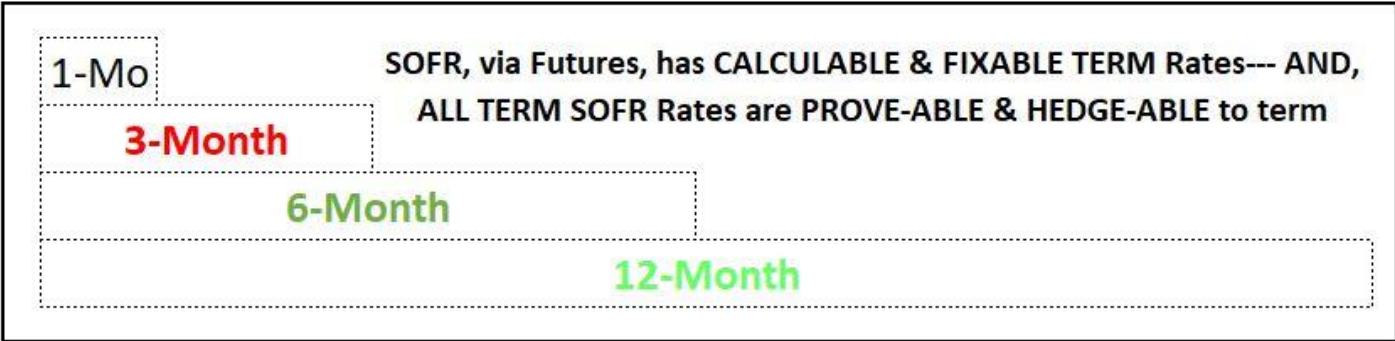 1-Mo
SOFR, via Futures, has CALCULABLE & FIXABLE TERM Rates--- AND,
ALL TERM SOFR Rates are PROVE-ABLE & HEDGE-ABLE to term
3-Month
6-Month
12-Month